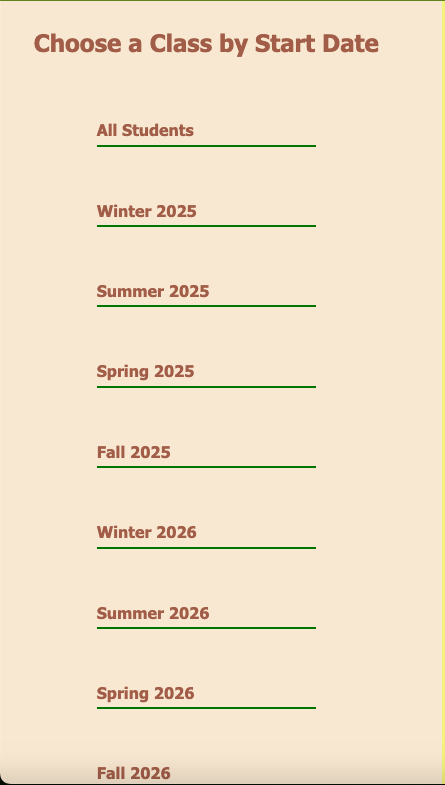 Choose a Class by Start Date
All Students
Winter 2025
Summer 2025
Spring 2025
Fall 2025
Winter 2026
Summer 2026
Spring 2026
Fall 2026